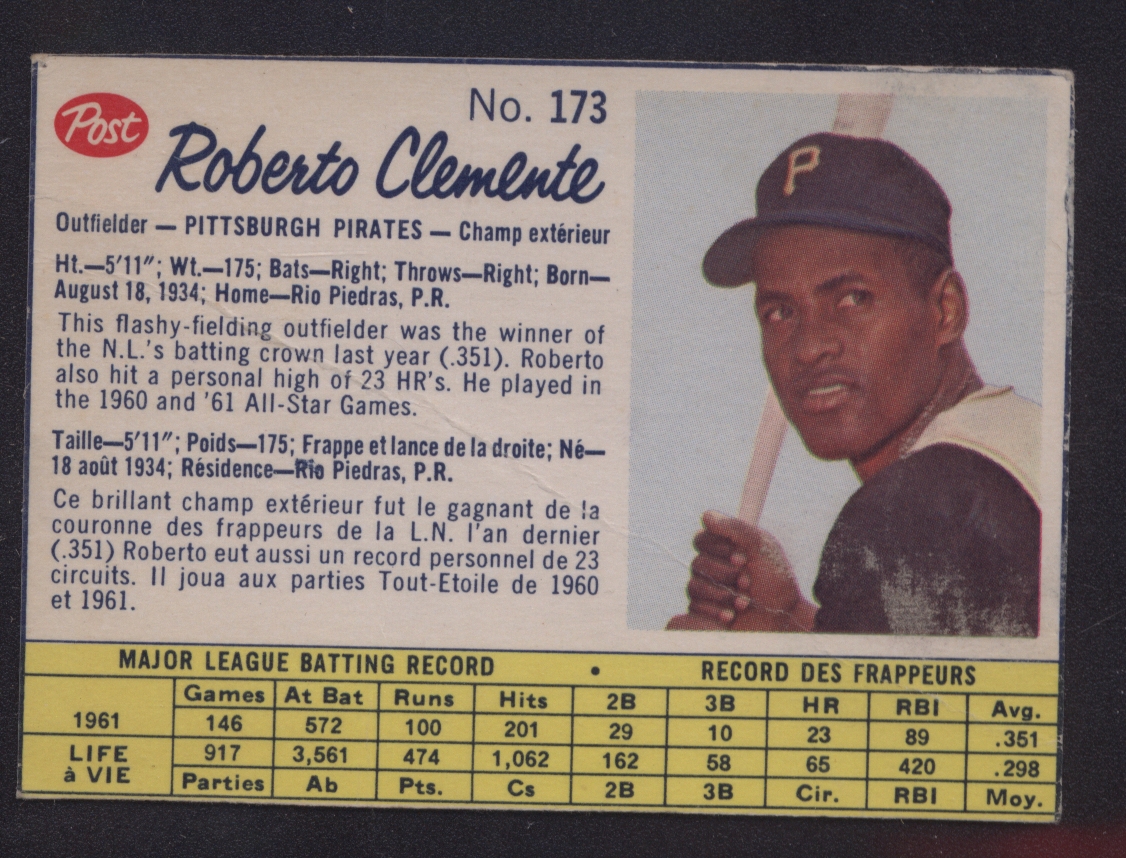 Post
No. 173
Roberto Clemente
Outfielder — PITTSBURGH PIRATES — Champ extérieur
Ht.—5'11"; Wt.—175; Bats—Right; Throws—Right; Born—
August 18, 1934; Home—Rio Piedras, P.R.
This flashy-fielding outfielder was the winner of
the N.L.'s batting crown last year (.351). Roberto
also hit a personal high of 23 HR's. He played in
the 1960 and '61 All-Star Games.
Taille—5'11"; Poids—175; Frappe et lance de la droite; Né—
18 août 1934; Résidence—Rio Piedras, P.R.
Ce brillant champ extérieur fut le gagnant de la
couronne des frappeurs de la L.N. l'an dernier
(.351) Roberto eut aussi un record personnel de 23
circuits. Il joua aux parties Tout-Etoile de 1960
et 1961.
P
MAJOR LEAGUE BATTING RECORD • RECORD DES FRAPPEURS
Games At Bat Runs Hits 2B 3B HR RBI Avg.
1961 146 572 100 201 29 10 23 89 .351
LIFE à VIE 917 3,561 474 1,062 162 58 65 420 .298
Parties Ab Pts. Cs 2B 3B Cir. RBI Moy.